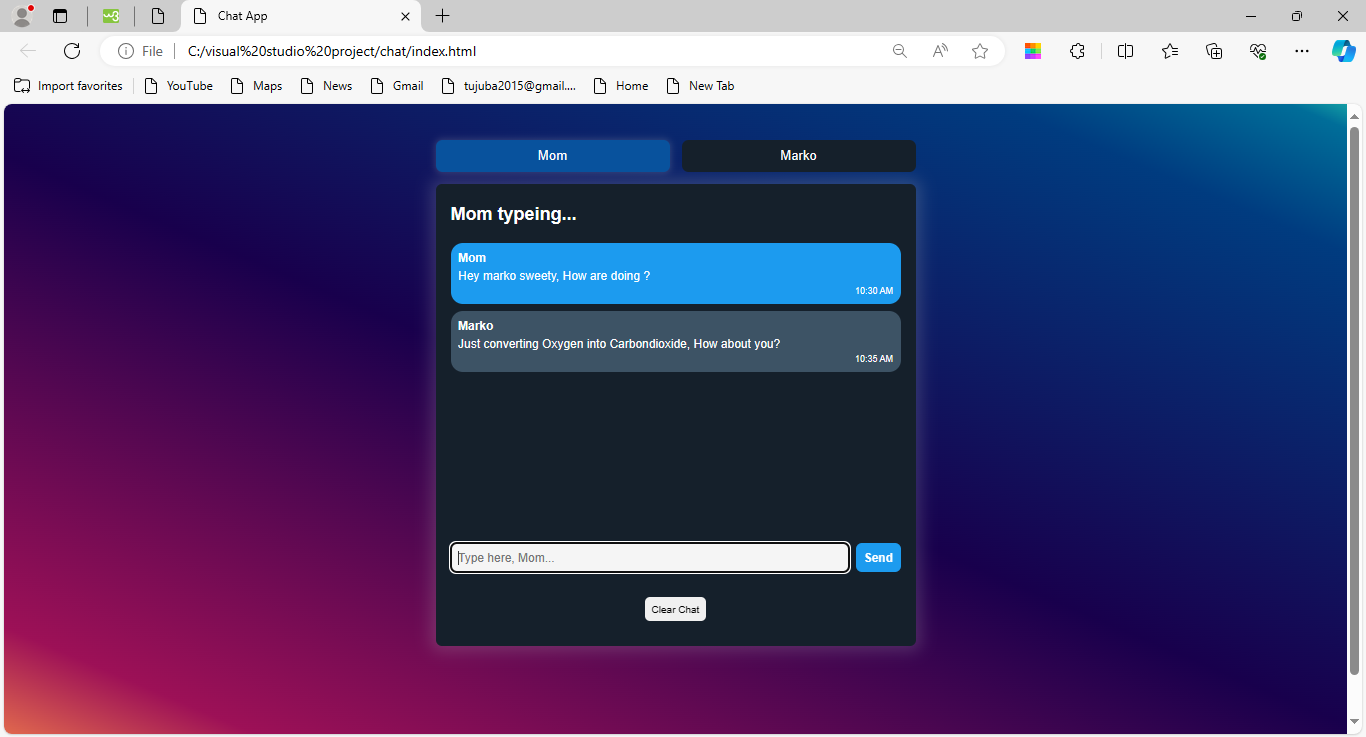 Chat App
File
C:/visual%20studio%20project/chat/index.html
Import favorites
YouTube
Maps
News
Gmail
tujuba2015@gmail....
Home
New Tab
Mom
Marko
Mom typeing...
Mom
Hey marko sweety, How are doing ?
10:30 AM
Marko
Just converting Oxygen into Carbondioxide, How about you?
10:35 AM
Type here, Mom...
Send
Clear Chat